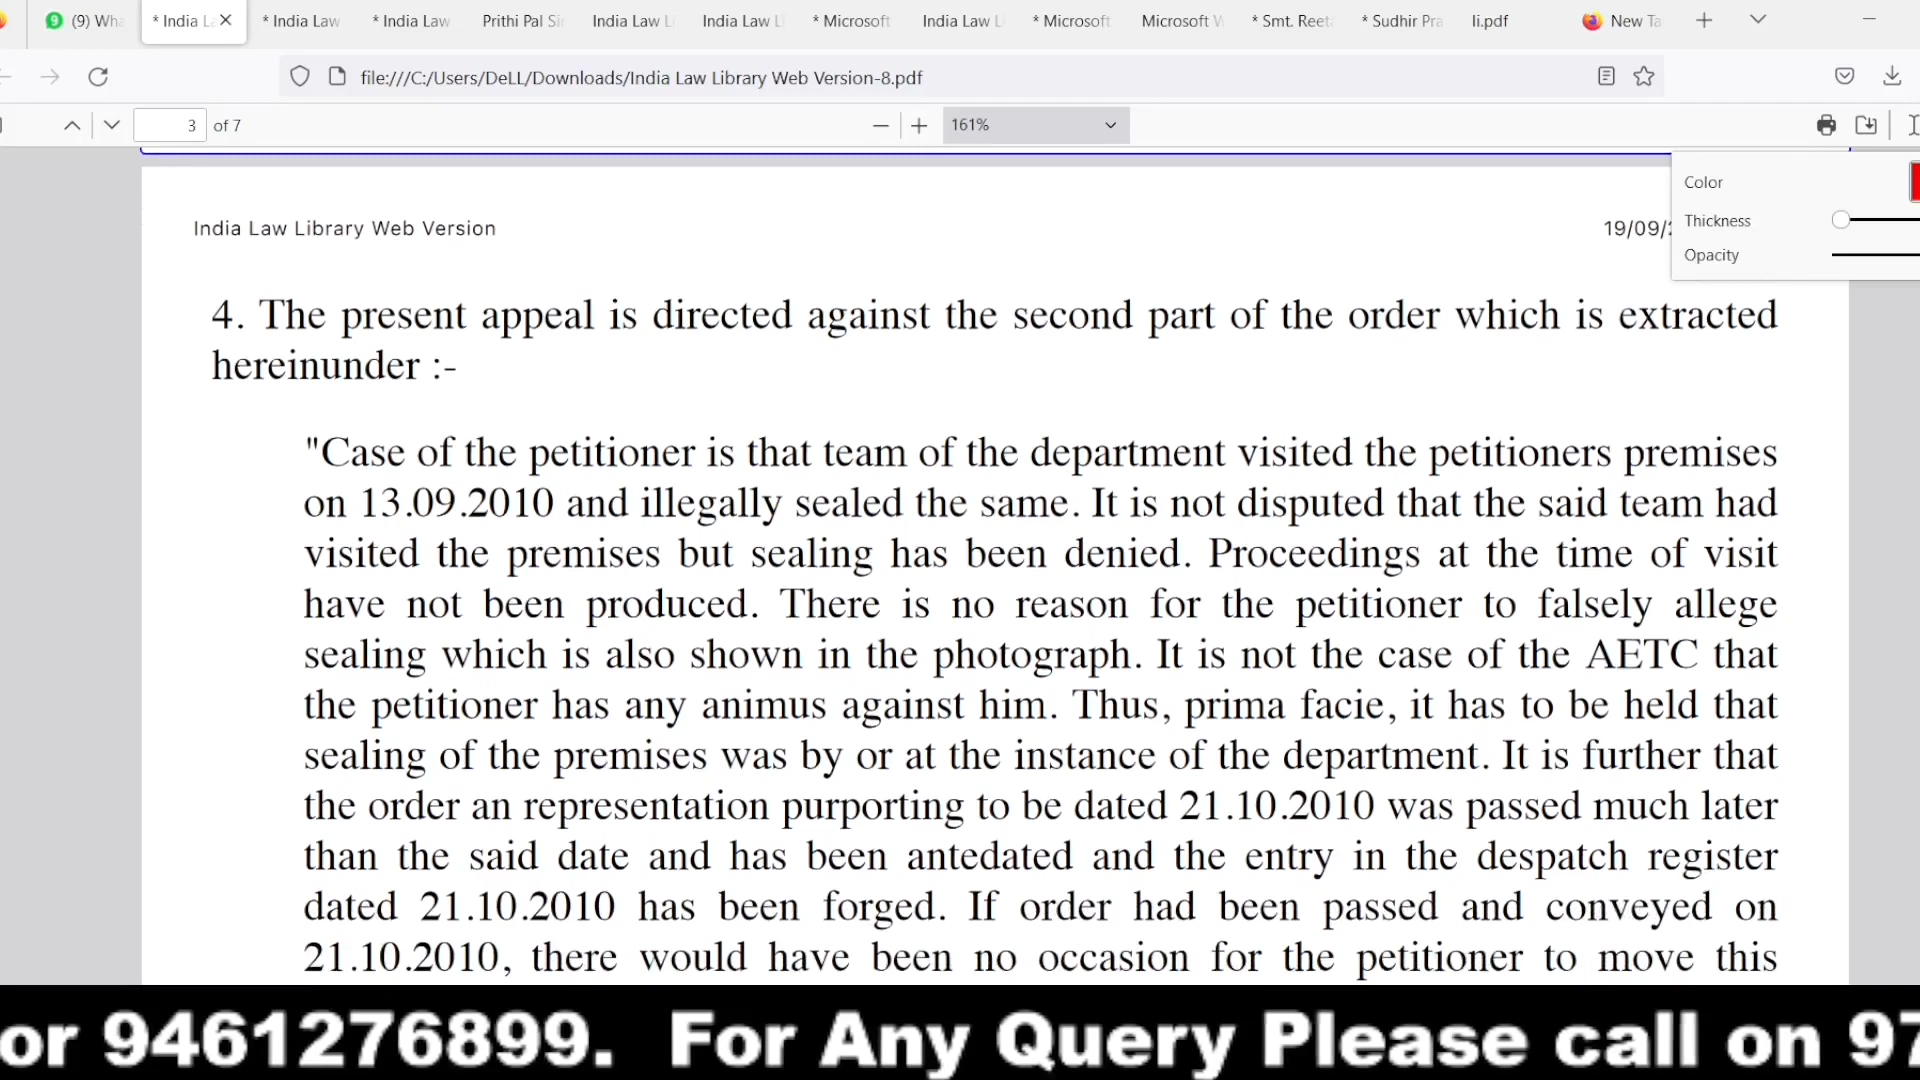 (9) Wha
* India L
* India Law
* India Law
Prithi Pal Si
India Law L
India Law L
* Microsoft
India Law L
* Microsoft
Microsoft W
* Smt. Reet
* Sudhir Pra
li.pdf
New Ta
file:///C:/Users/DeLL/Downloads/India Law Library Web Version-8.pdf
3 of 7
161%
Color
Thickness
Opacity
India Law Library Web Version
19/09/
4. The present appeal is directed against the second part of the order which is extracted
hereinunder :-
"Case of the petitioner is that team of the department visited the petitioners premises
on 13.09.2010 and illegally sealed the same. It is not disputed that the said team had
visited the premises but sealing has been denied. Proceedings at the time of visit
have not been produced. There is no reason for the petitioner to falsely allege
sealing which is also shown in the photograph. It is not the case of the AETC that
the petitioner has any animus against him. Thus, prima facie, it has to be held that
sealing of the premises was by or at the instance of the department. It is further that
the order an representation purporting to be dated 21.10.2010 was passed much later
than the said date and has been antedated and the entry in the despatch register
dated 21.10.2010 has been forged. If order had been passed and conveyed on
21.10.2010, there would have been no occasion for the petitioner to move this
or 9461276899. For Any Query Please call on 97